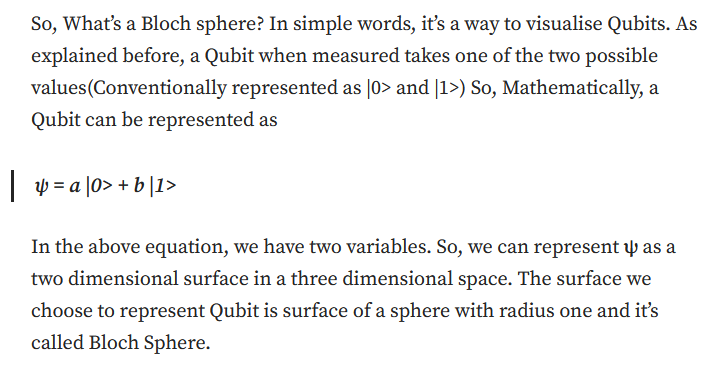 So, What’s a Bloch sphere? In simple words, it’s a way to visualise Qubits. As
explained before, a Qubit when measured takes one of the two possible
values(Conventionally represented as |0> and |1>) So, Mathematically, a
Qubit can be represented as
ψ = a |0> + b |1>
In the above equation, we have two variables. So, we can represent ψ as a
two dimensional surface in a three dimensional space. The surface we
choose to represent Qubit is surface of a sphere with radius one and it’s
called Bloch Sphere.